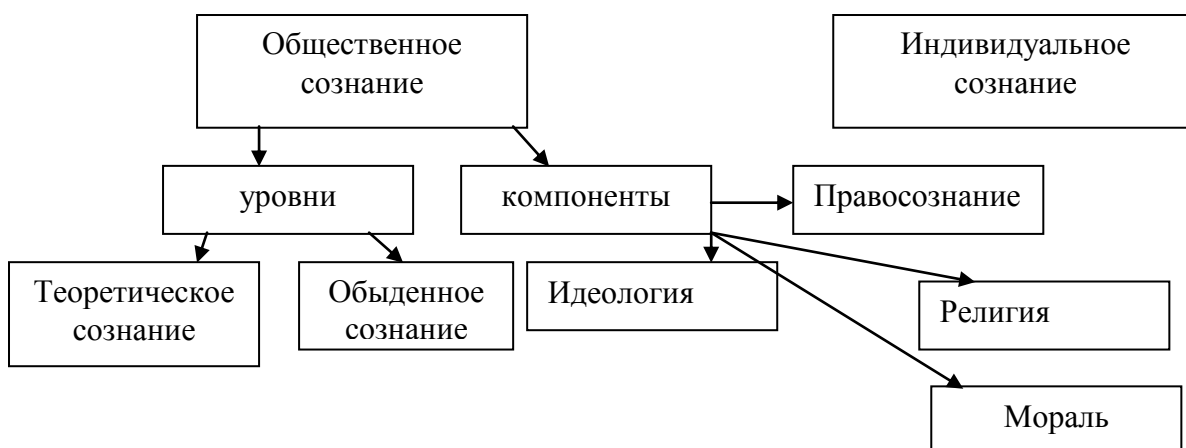 Общественное
сознание
Индивидуальное
сознание
уровни
компоненты
Правосознание
Теоретическое
сознание
Обыденное
сознание
Идеология
Религия
Мораль